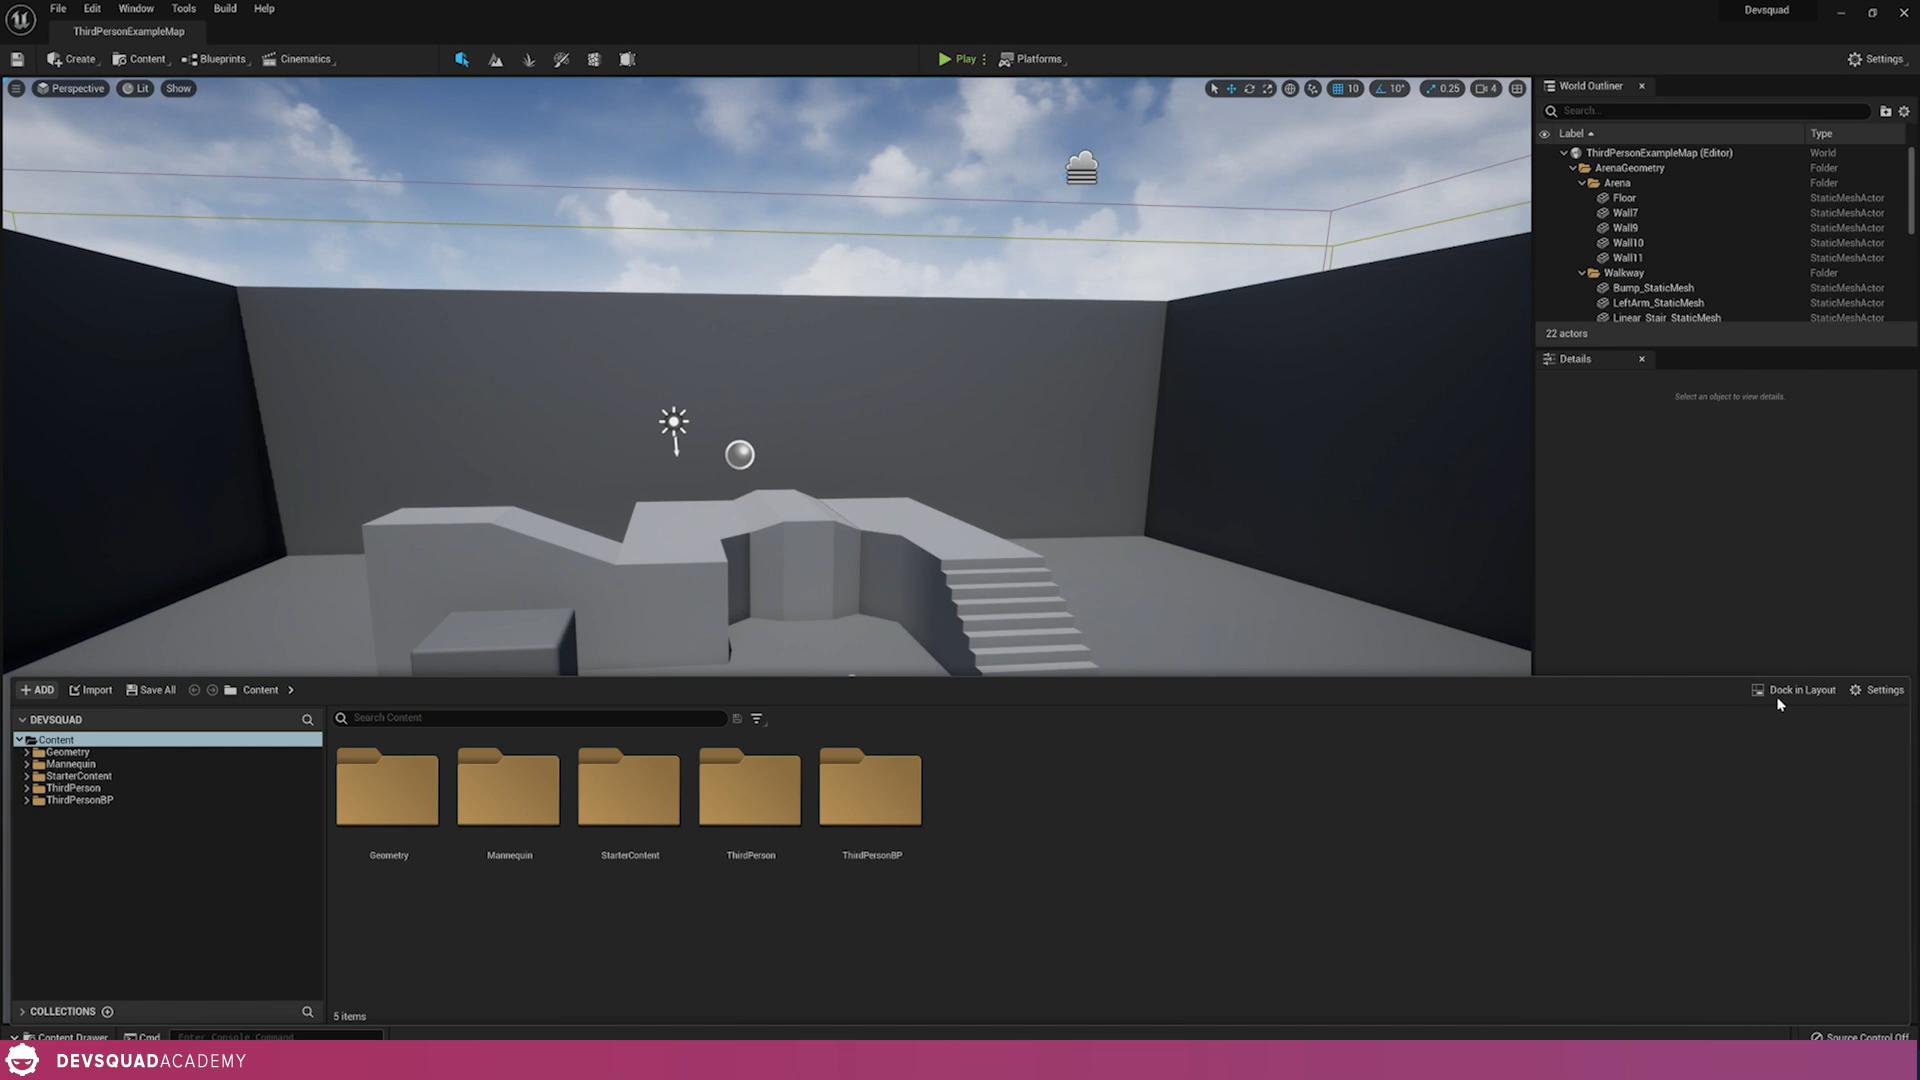 File Edit Window Tools Build Help
Devsquad
ThirdPersonExampleMap
Create Content Blueprints Cinematics Play Platforms Settings
Perspective Lit Show 10 10° 0.25 4
World Outliner
Search...
Label Type
ThirdPersonExampleMap (Editor) World
ArenaGeometry Folder
Arena Folder
Floor StaticMeshActor
Wall7 StaticMeshActor
Wall9 StaticMeshActor
Wall10 StaticMeshActor
Wall11 StaticMeshActor
Walkway Folder
Bump_StaticMesh StaticMeshActor
LeftArm_StaticMesh StaticMeshActor
Linear_Stair_StaticMesh StaticMeshActor
22 actors
Details
Select an object to view details.
ADD Import Save All Content Dock in Layout Settings
DEVSQUAD
Search Content
Content
Geometry
Mannequin
StarterContent
ThirdPerson
ThirdPersonBP
Geometry Mannequin StarterContent ThirdPerson ThirdPersonBP
COLLECTIONS
5 items
Content Drawer Cmd Enter Console Command Source Control Off
DEVSQUADACADEMY